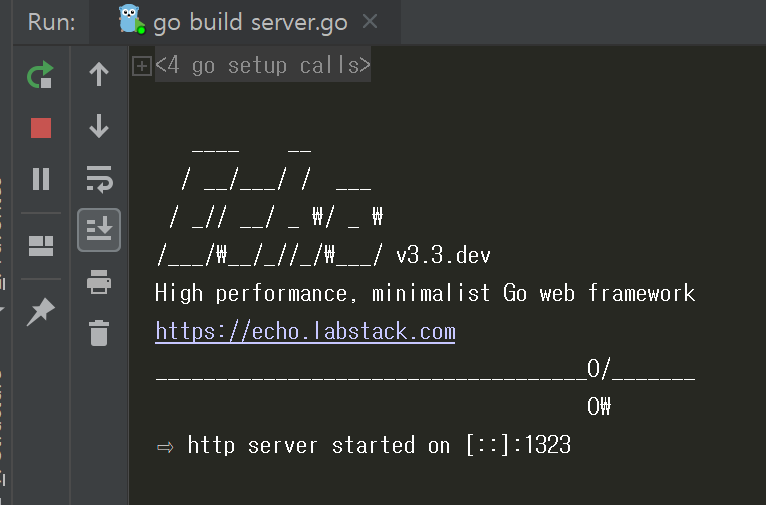 Run: go build server.go
<4 go setup calls>
   ____    __
  / __/___/ /  ___
 / _// __/ _ ₩/ _ ₩
/___/₩__/_//_/₩___/ v3.3.dev
High performance, minimalist Go web framework
https://echo.labstack.com
____________________________________O/_______
                                    O₩
⇨ http server started on [::]:1323